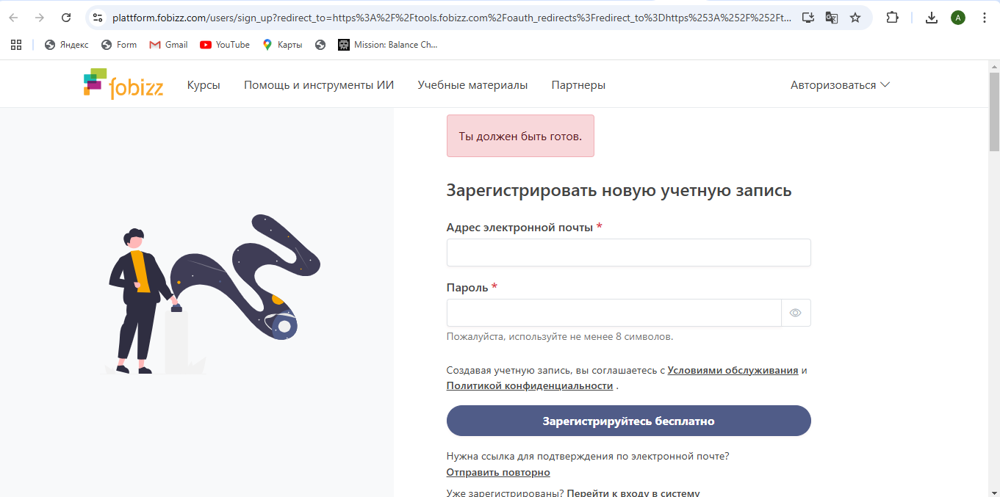 plattform.fobizz.com/users/sign_up?redirect_to=https%3A%2F%2Ftools.fobizz.com%2Foauth_redirects%3Fredirect_to%3Dhttps%253A%252F%252Ft...
A
Яндекс
Form
Gmail
YouTube
Карты
Mission: Balance Ch...
fobizz
Курсы
Помощь и инструменты ИИ
Учебные материалы
Партнеры
Авторизоваться
Ты должен быть готов.
Зарегистрировать новую учетную запись
Адрес электронной почты *
Пароль *
Пожалуйста, используйте не менее 8 символов.
Создавая учетную запись, вы соглашаетесь с Условиями обслуживания и
Политикой конфиденциальности .
Зарегистрируйтесь бесплатно
Нужна ссылка для подтверждения по электронной почте?
Отправить повторно
Уже зарегистрированы? Перейти к входу в систему